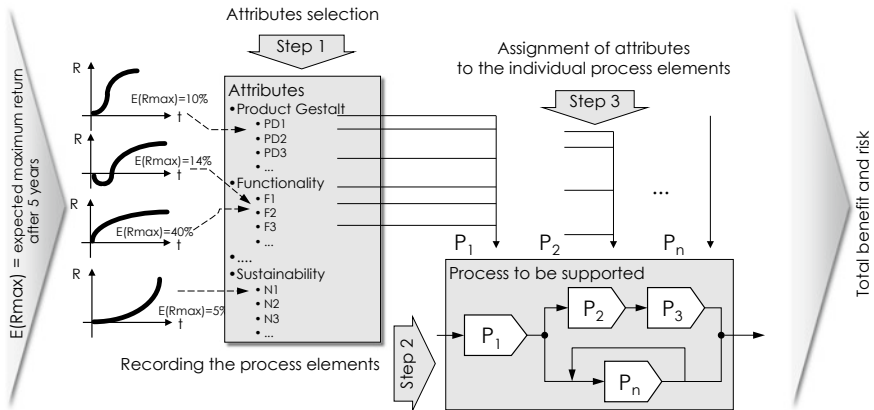 Attributes selection
Step 1
E(Rmax) = expected maximum return
after 5 years
R
E(Rmax)=10%
t
R
E(Rmax)=14%
t
R
E(Rmax)=40%
t
R
E(Rmax)=5%
t
Attributes
•Product Gestalt
• PD1
• PD2
• PD3
• ...
•Functionality
• F1
• F2
• F3
• ...
•....
•Sustainability
• N1
• N2
• N3
• ...
Recording the process elements
Step 2
Assignment of attributes
to the individual process elements
Step 3
...
P1
P2
Pn
Process to be supported
P1
P2
P3
Pn
Total benefit and risk